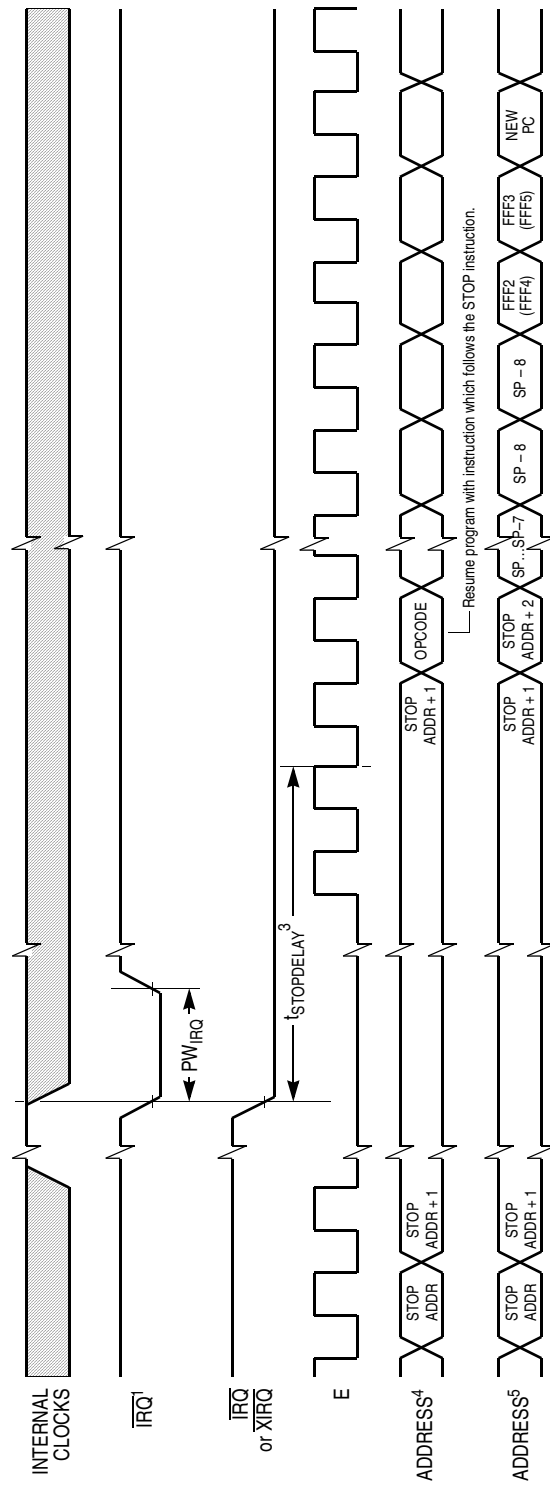 INTERNAL
CLOCKS
IRQ1
IRQ
or XIRQ
E
ADDRESS4
ADDRESS5
PWIRQ
tSTOPDELAY3
STOP
ADDR
STOP
ADDR + 1
STOP
ADDR + 1
OPCODE
Resume program with instruction which follows the STOP instruction.
STOP
ADDR
STOP
ADDR + 1
STOP
ADDR + 1
STOP
ADDR + 2
SP...SP–7
SP – 8
SP – 8
FFF2
(FFF4)
FFF3
(FFF5)
NEW
PC